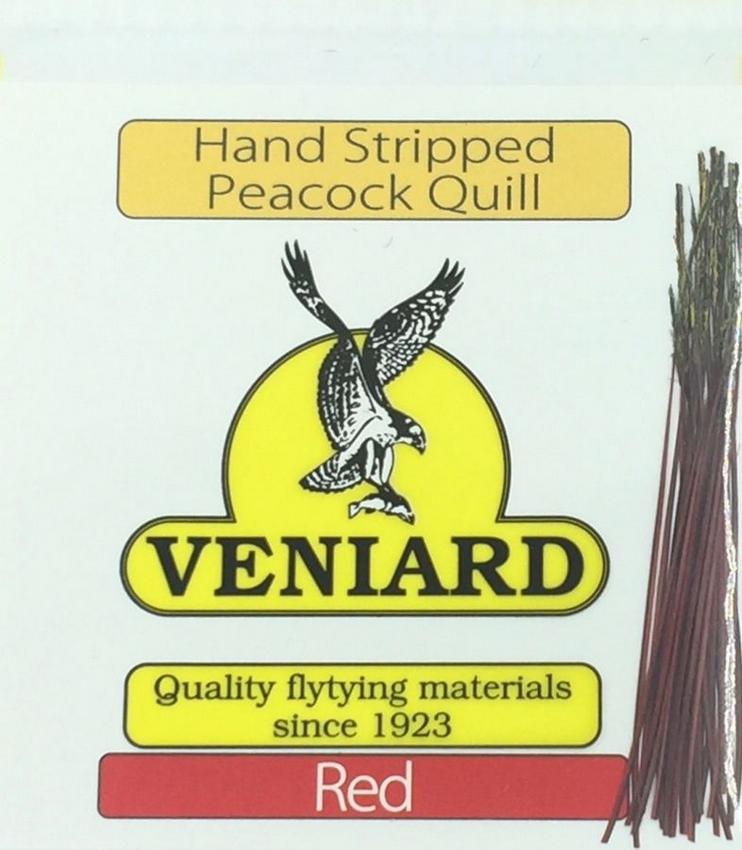 Hand Stripped
Peacock Quill
VENIARD
Quality flytying materials
since 1923
Red